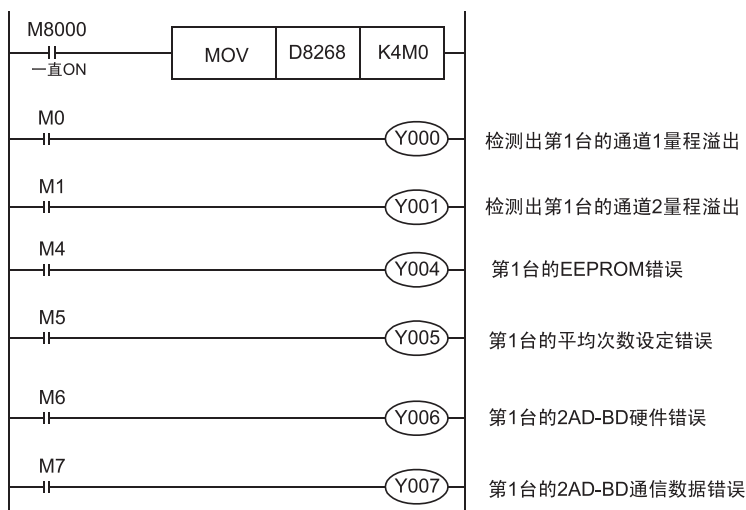 M8000
一直ON
MOV D8268 K4M0
M0
Y000 检测出第1台的通道1量程溢出
M1
Y001 检测出第1台的通道2量程溢出
M4
Y004 第1台的EEPROM错误
M5
Y005 第1台的平均次数设定错误
M6
Y006 第1台的2AD-BD硬件错误
M7
Y007 第1台的2AD-BD通信数据错误